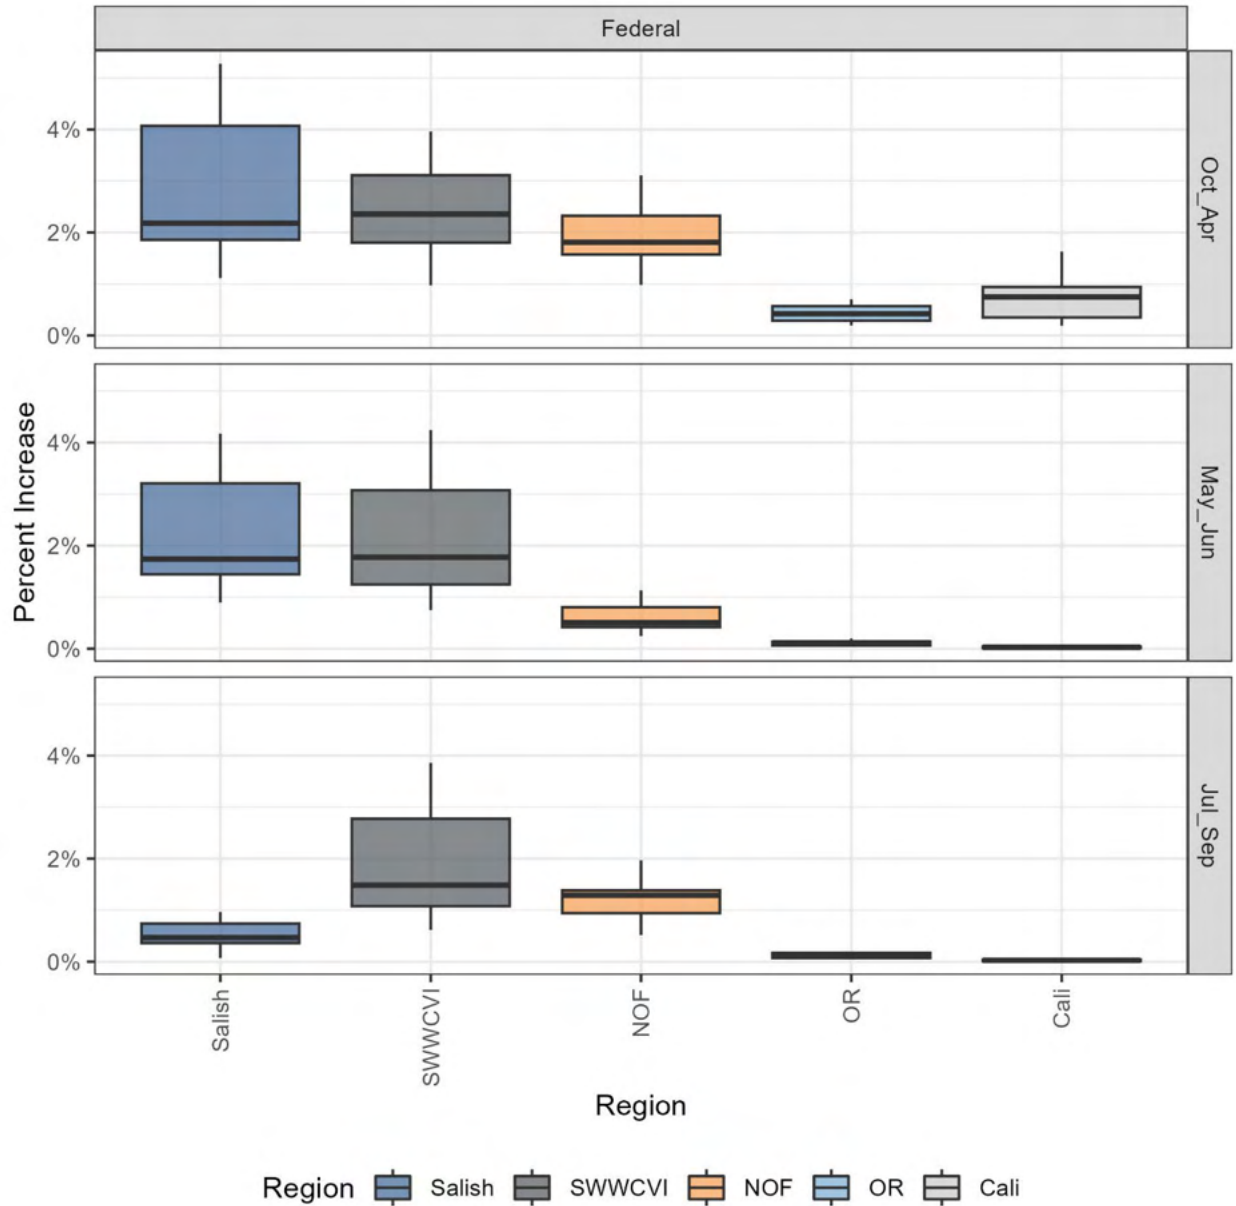 Federal
4%
2%
0%
Oct_Apr
4%
2%
0%
May_Jun
4%
2%
0%
Jul_Sep
Percent Increase
Salish
SWWCVI
NOF
OR
Cali
Region
Region Salish SWWCVI NOF OR Cali